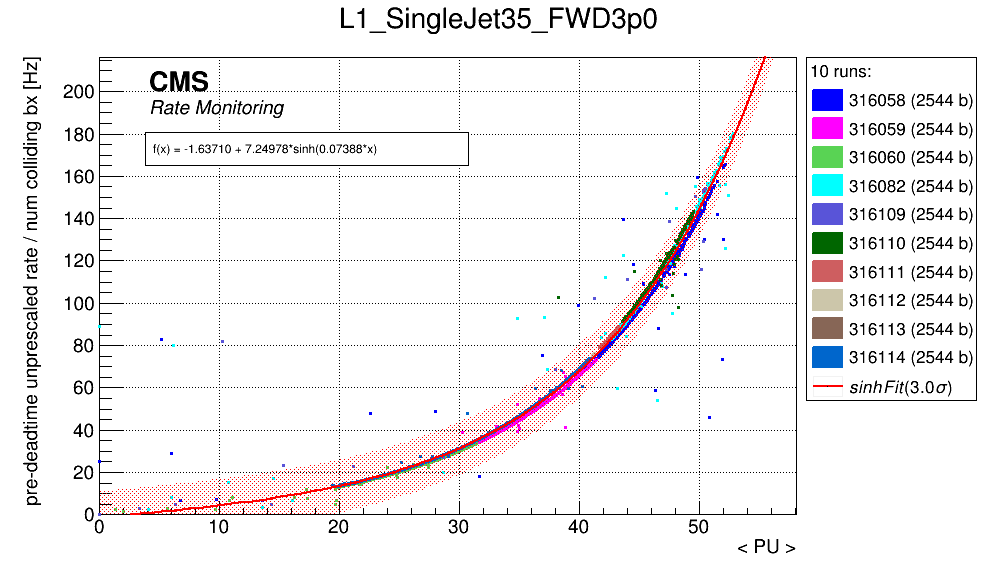 L1_SingleJet35_FWD3p0
pre-deadtime unprescaled rate / num colliding bx [Hz]
CMS
Rate Monitoring
f(x) = -1.63710 + 7.24978*sinh(0.07388*x)
200
180
160
140
120
100
80
60
40
20
0
0 10 20 30 40 50
< PU >
10 runs:
316058 (2544 b)
316059 (2544 b)
316060 (2544 b)
316082 (2544 b)
316109 (2544 b)
316110 (2544 b)
316111 (2544 b)
316112 (2544 b)
316113 (2544 b)
316114 (2544 b)
sinhFit(3.0σ)